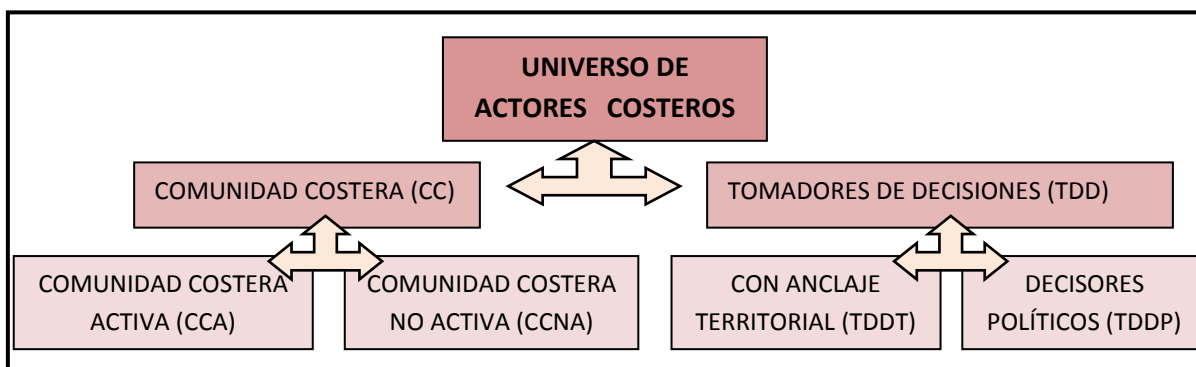 UNIVERSO DE
ACTORES COSTEROS
COMUNIDAD COSTERA (CC)
TOMADORES DE DECISIONES (TDD)
COMUNIDAD COSTERA
ACTIVA (CCA)
COMUNIDAD COSTERA
NO ACTIVA (CCNA)
CON ANCLAJE
TERRITORIAL (TDDT)
DECISORES
POLÍTICOS (TDDP)